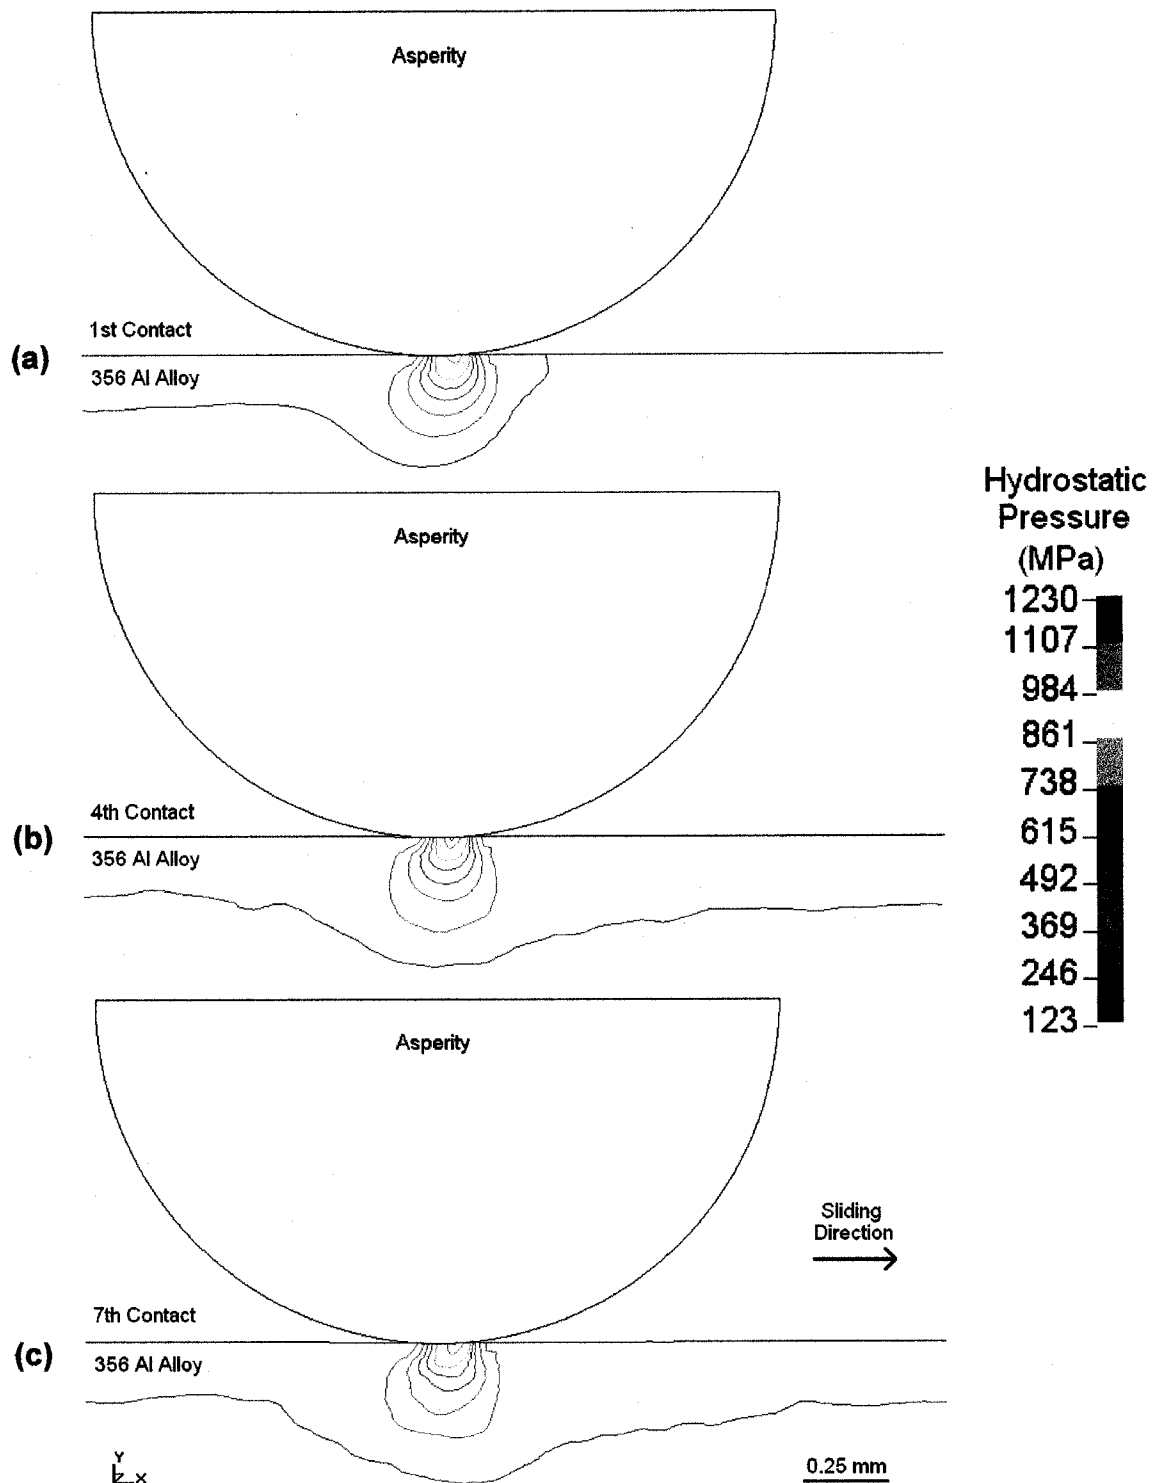 Asperity
1st Contact
(a)
356 Al Alloy
Hydrostatic
Pressure
(MPa)
1230
1107
984
861
738
615
492
369
246
123
Asperity
4th Contact
(b)
356 Al Alloy
Asperity
Sliding
Direction
7th Contact
(c)
356 Al Alloy
Y
Z X
0.25 mm